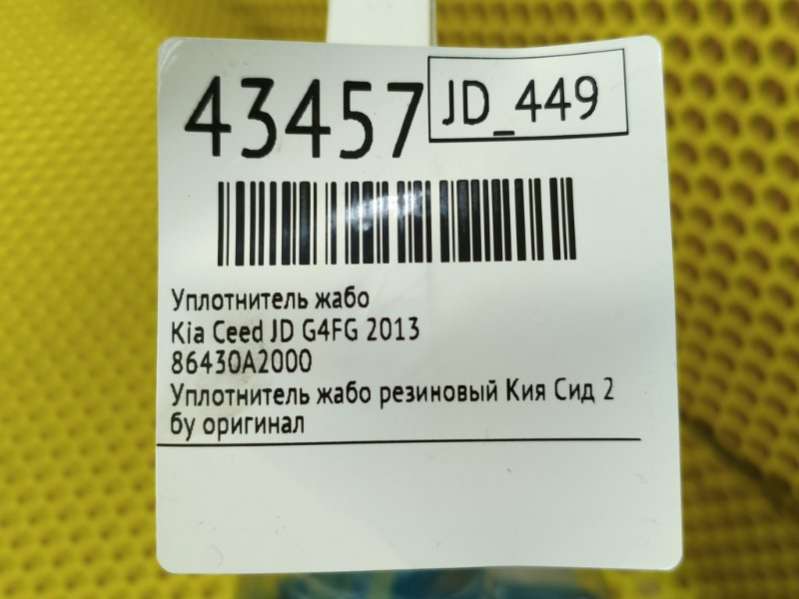 43457
JD_449
Уплотнитель жабо
Kia Ceed JD G4FG 2013
86430A2000
Уплотнитель жабо резиновый Кия Сид 2
бу оригинал